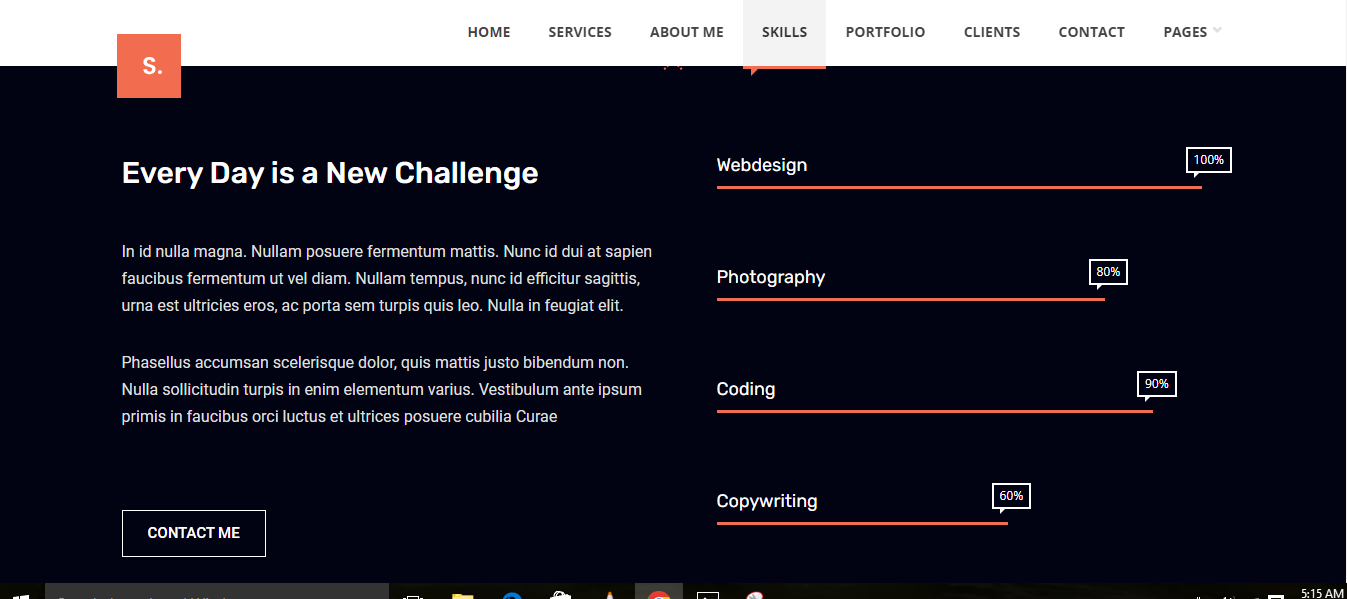 HOME SERVICES ABOUT ME SKILLS PORTFOLIO CLIENTS CONTACT PAGES
S.
Every Day is a New Challenge
In id nulla magna. Nullam posuere fermentum mattis. Nunc id dui at sapien
faucibus fermentum ut vel diam. Nullam tempus, nunc id efficitur sagittis,
urna est ultricies eros, ac porta sem turpis quis leo. Nulla in feugiat elit.
Phasellus accumsan scelerisque dolor, quis mattis justo bibendum non.
Nulla sollicitudin turpis in enim elementum varius. Vestibulum ante ipsum
primis in faucibus orci luctus et ultrices posuere cubilia Curae
CONTACT ME
Webdesign 100%
Photography 80%
Coding 90%
Copywriting 60%
5:15 AM